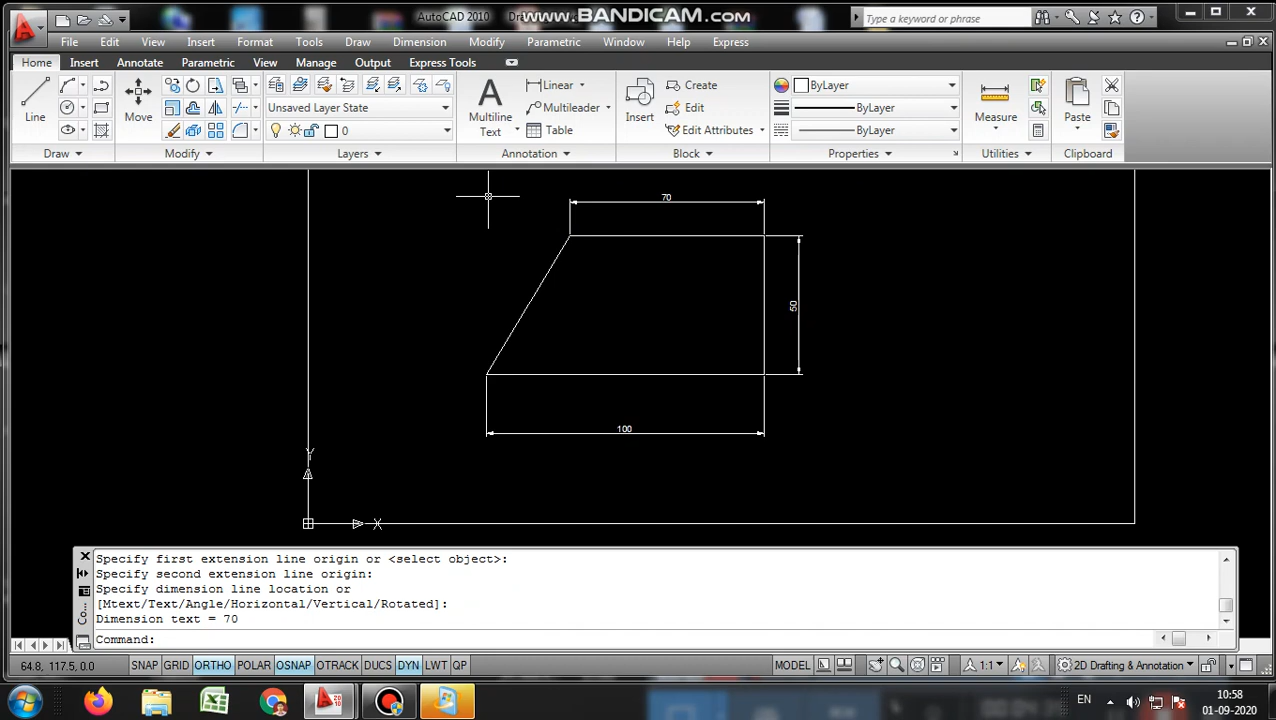 AutoCAD 2010
www.BANDICAM.com
Type a keyword or phrase
File Edit View Insert Format Tools Draw Dimension Modify Parametric Window Help Express
Home Insert Annotate Parametric View Manage Output Express Tools
Line
Move
Unsaved Layer State
0
Multiline
Text
Linear
Multileader
Table
Insert
Create
Edit
Edit Attributes
ByLayer
ByLayer
ByLayer
Measure
Paste
Draw Modify Layers Annotation Block Properties Utilities Clipboard
70
50
100
Y
X
Specify first extension line origin or <select object>:
Specify second extension line origin:
Specify dimension line location or
[Mtext/Text/Angle/Horizontal/Vertical/Rotated]:
Dimension text = 70
Command:
Co...
64.8, 117.5, 0.0 SNAP GRID ORTHO POLAR OSNAP OTRACK DUCS DYN LWT QP MODEL 1:1 2D Drafting & Annotation
EN
10:58
01-09-2020